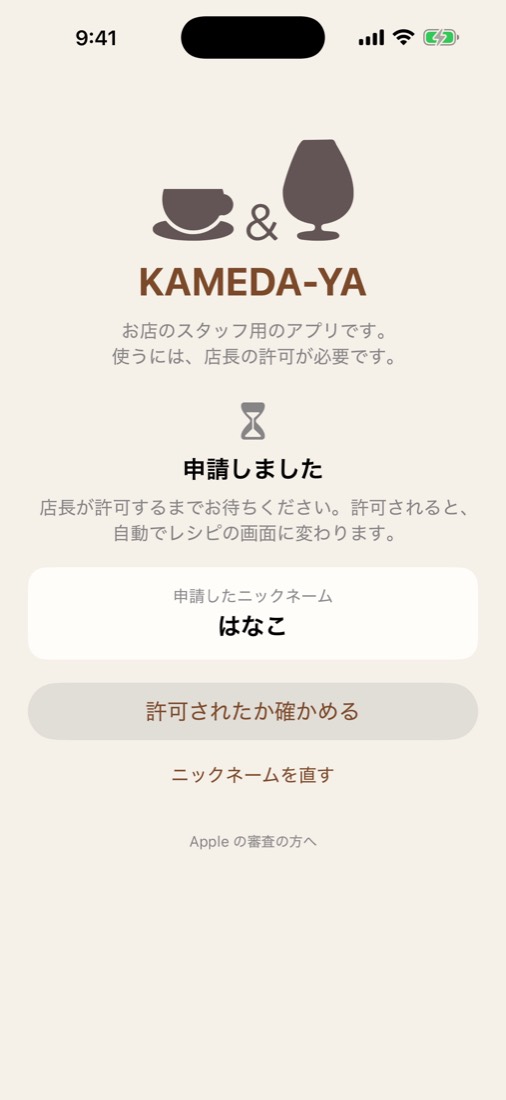 9:41
&
KAMEDA-YA
お店のスタッフ用のアプリです。
使うには、店長の許可が必要です。
申請しました
店長が許可するまでお待ちください。許可されると、
自動でレシピの画面に変わります。
申請したニックネーム
はなこ
許可されたか確かめる
ニックネームを直す
Apple の審査の方へ